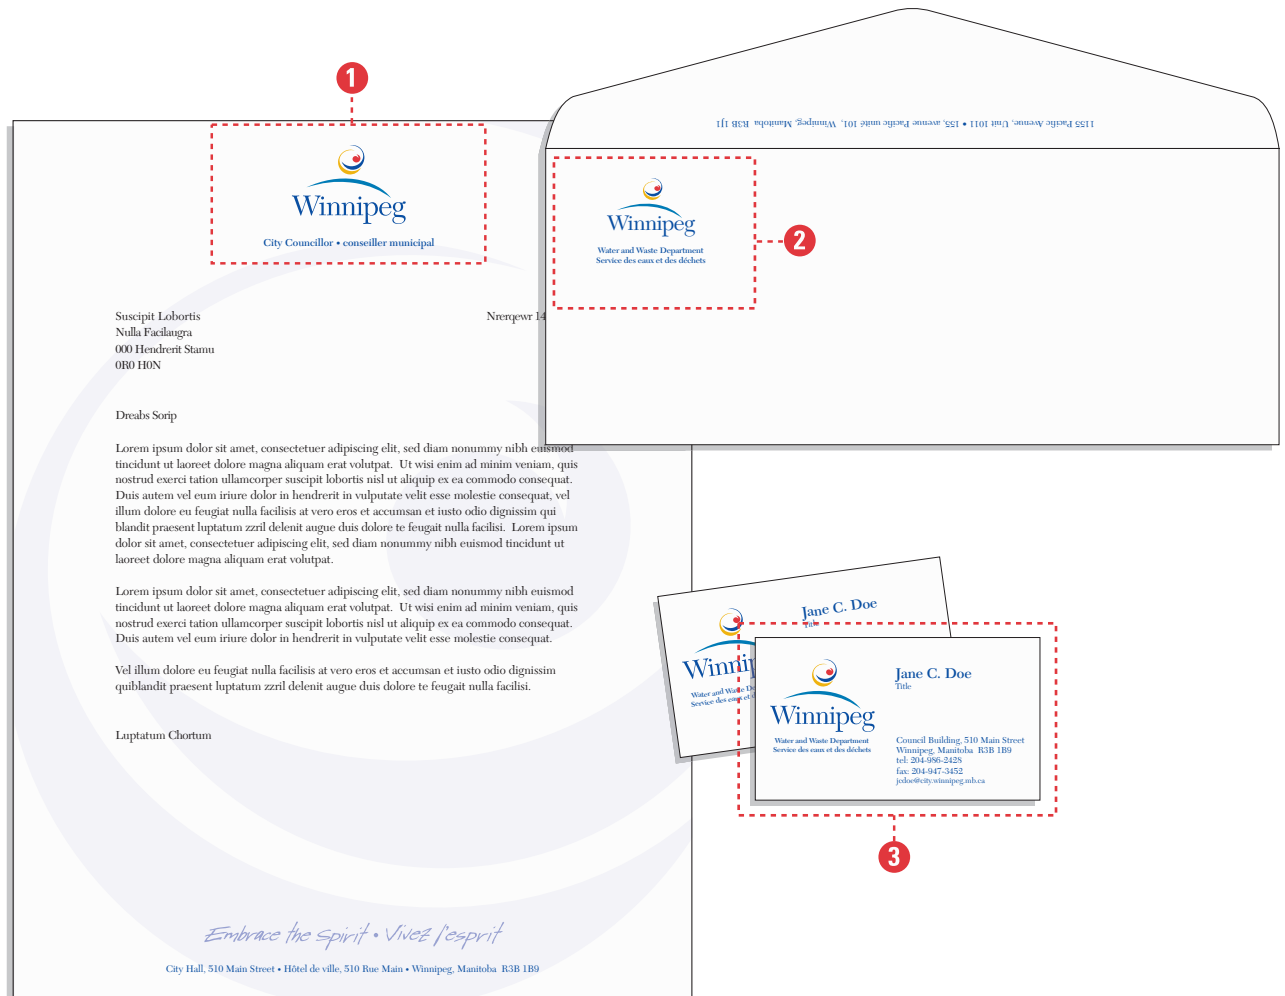 1
Winnipeg
City Councillor • conseiller municipal
Suscipit Lobortis
Nulla Facilaugra
000 Hendrerit Stamu
0R0 H0N
Nrerqewr 14
Dreabs Sorip
Lorem ipsum dolor sit amet, consectetuer adipiscing elit, sed diam nonummy nibh euismod
tincidunt ut laoreet dolore magna aliquam erat volutpat. Ut wisi enim ad minim veniam, quis
nostrud exerci tation ullamcorper suscipit lobortis nisl ut aliquip ex ea commodo consequat.
Duis autem vel eum iriure dolor in hendrerit in vulputate velit esse molestie consequat, vel
illum dolore eu feugiat nulla facilisis at vero eros et accumsan et iusto odio dignissim qui
blandit praesent luptatum zzril delenit augue duis dolore te feugait nulla facilisi. Lorem ipsum
dolor sit amet, consectetuer adipiscing elit, sed diam nonummy nibh euismod tincidunt ut
laoreet dolore magna aliquam erat volutpat.
Lorem ipsum dolor sit amet, consectetuer adipiscing elit, sed diam nonummy nibh euismod
tincidunt ut laoreet dolore magna aliquam erat volutpat. Ut wisi enim ad minim veniam, quis
nostrud exerci tation ullamcorper suscipit lobortis nisl ut aliquip ex ea commodo consequat.
Duis autem vel eum iriure dolor in hendrerit in vulputate velit esse molestie consequat.
Vel illum dolore eu feugiat nulla facilisis at vero eros et accumsan et iusto odio dignissim
quiblandit praesent luptatum zzril delenit augue duis dolore te feugait nulla facilisi.
Luptatum Chortum
Embrace the Spirit • Vivez l'esprit
City Hall, 510 Main Street • Hôtel de ville, 510 Rue Main • Winnipeg, Manitoba R3B 1B9
1155 Pacific Avenue, Unit 1011 • 155, avenue Pacific unité 101, Winnipeg, Manitoba R3B 1J1
Winnipeg
Water and Waste Department
Service des eaux et des déchets
2
Jane C. Doe
Title
Winnip
Water and Waste De
Service des eaux et d
Winnipeg
Water and Waste Department
Service des eaux et des déchets
Jane C. Doe
Title
Council Building, 510 Main Street
Winnipeg, Manitoba R3B 1B9
tel: 204-986-2428
fax: 204-947-3452
jcdoe@city.winnipeg.mb.ca
3